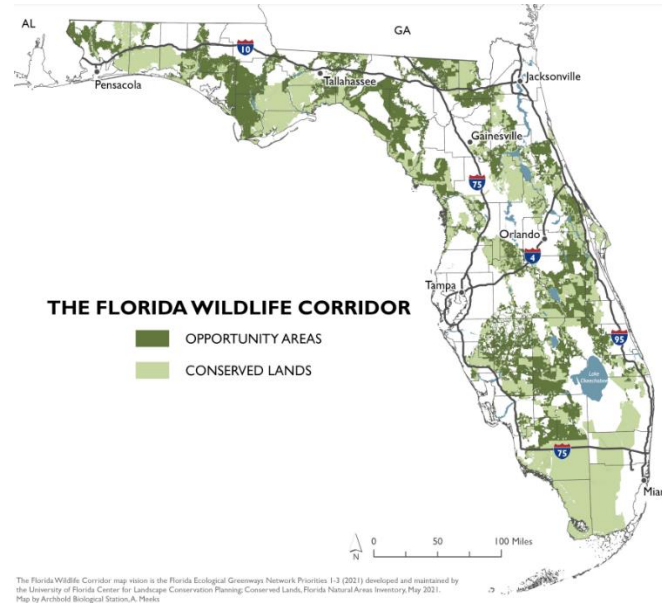 AL
GA
10
Pensacola
Tallahassee
Jacksonville
Gainesville
75
Orlando
4
Tampa
THE FLORIDA WILDLIFE CORRIDOR
OPPORTUNITY AREAS
CONSERVED LANDS
95
Lake
Okeechobee
75
Miami
N
0 50 100 Miles
The Florida Wildlife Corridor map vision is the Florida Ecological Greenways Network Priorities 1-3 (2021) developed and maintained by
the University of Florida Center for Landscape Conservation Planning; Conserved Lands, Florida Natural Areas Inventory, May 2021.
Map by Archbold Biological Station, A. Meeks